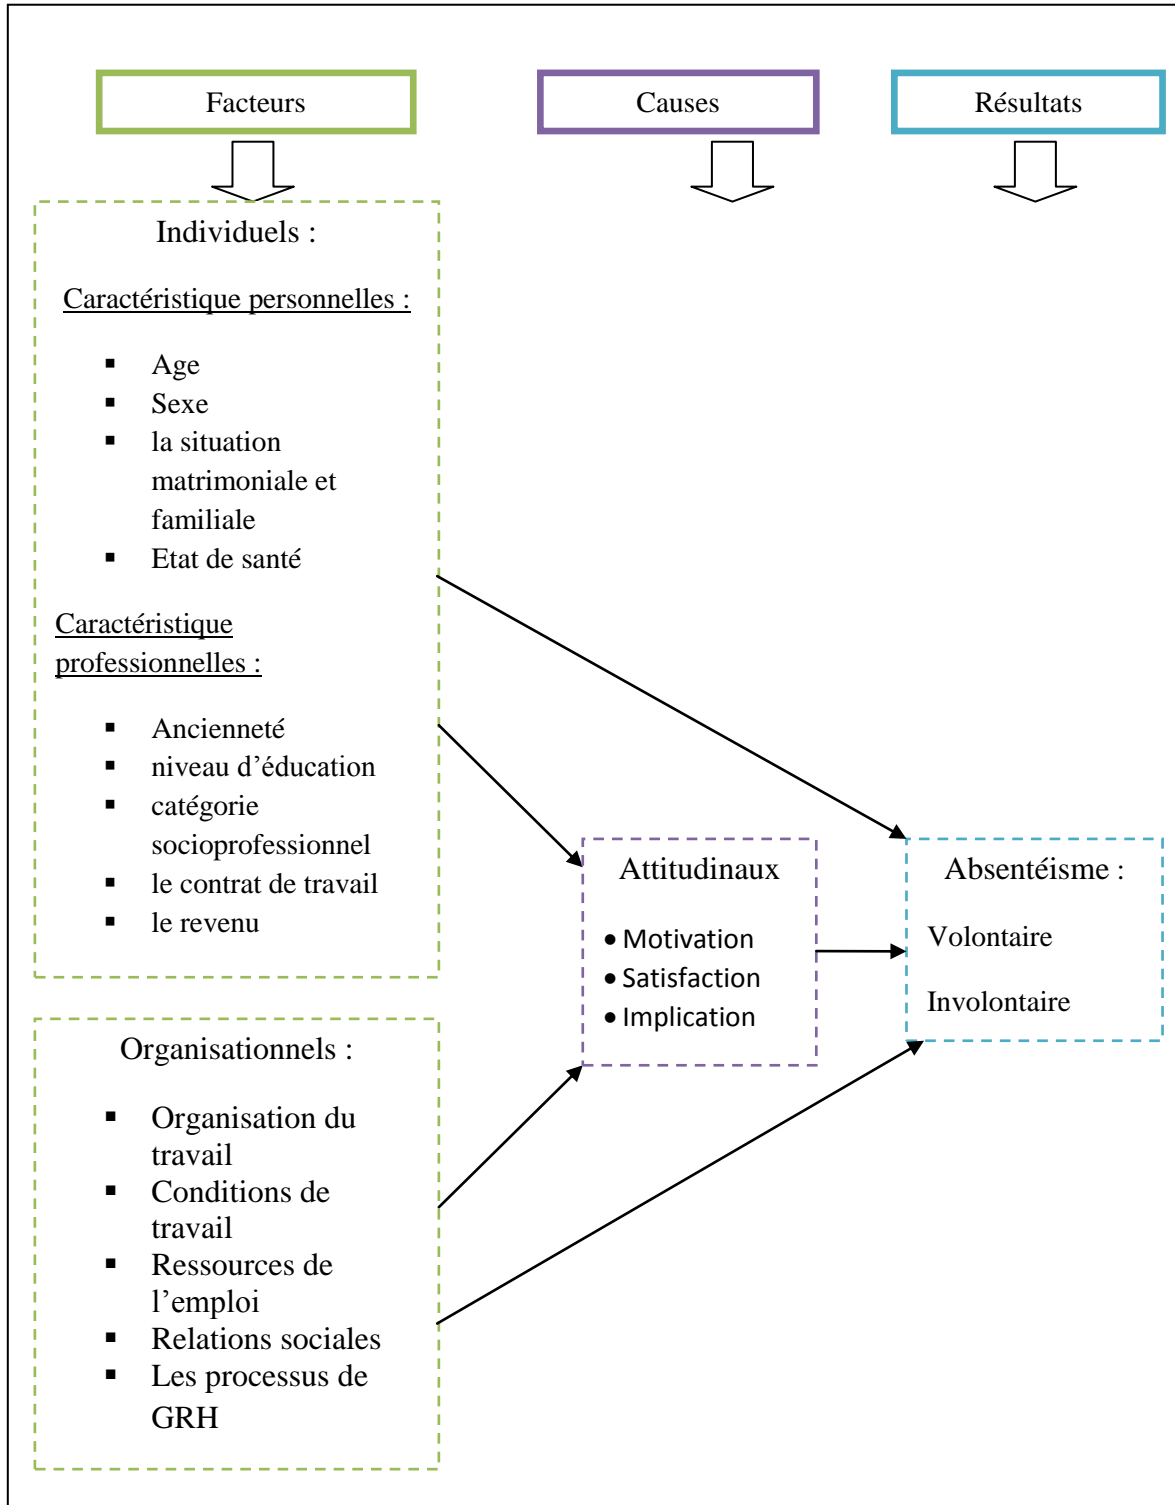 Facteurs
Causes
Résultats
Individuels :
Caractéristique personnelles :
▪ Age
▪ Sexe
▪ la situation
matrimoniale et
familiale
▪ Etat de santé
Caractéristique
professionnelles :
▪ Ancienneté
▪ niveau d’éducation
▪ catégorie
socioprofessionnel
▪ le contrat de travail
▪ le revenu
Organisationnels :
▪ Organisation du
travail
▪ Conditions de
travail
▪ Ressources de
l’emploi
▪ Relations sociales
▪ Les processus de
GRH
Attitudinaux
• Motivation
• Satisfaction
• Implication
Absentéisme :
Volontaire
Involontaire